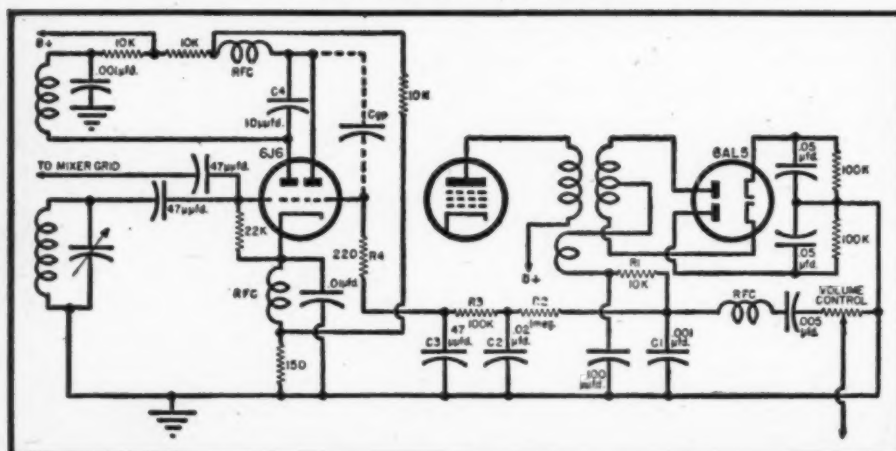 B+
10K
10K
RFC
.001µfd.
C4
10µµfd.
Cgp
10K
6J6
6AL5
.05
µfd.
100K
TO MIXER GRID
47µµfd.
47µµfd.
22K
220
R4
.05
µfd.
100K
B+
R1
10K
RFC
.01µfd.
R3
100K
R2
1meg.
RFC
VOLUME
CONTROL
.005
µfd.
150
C3
47
µµfd.
C2
.02
µfd.
100
µµfd.
C1
.001
µfd.